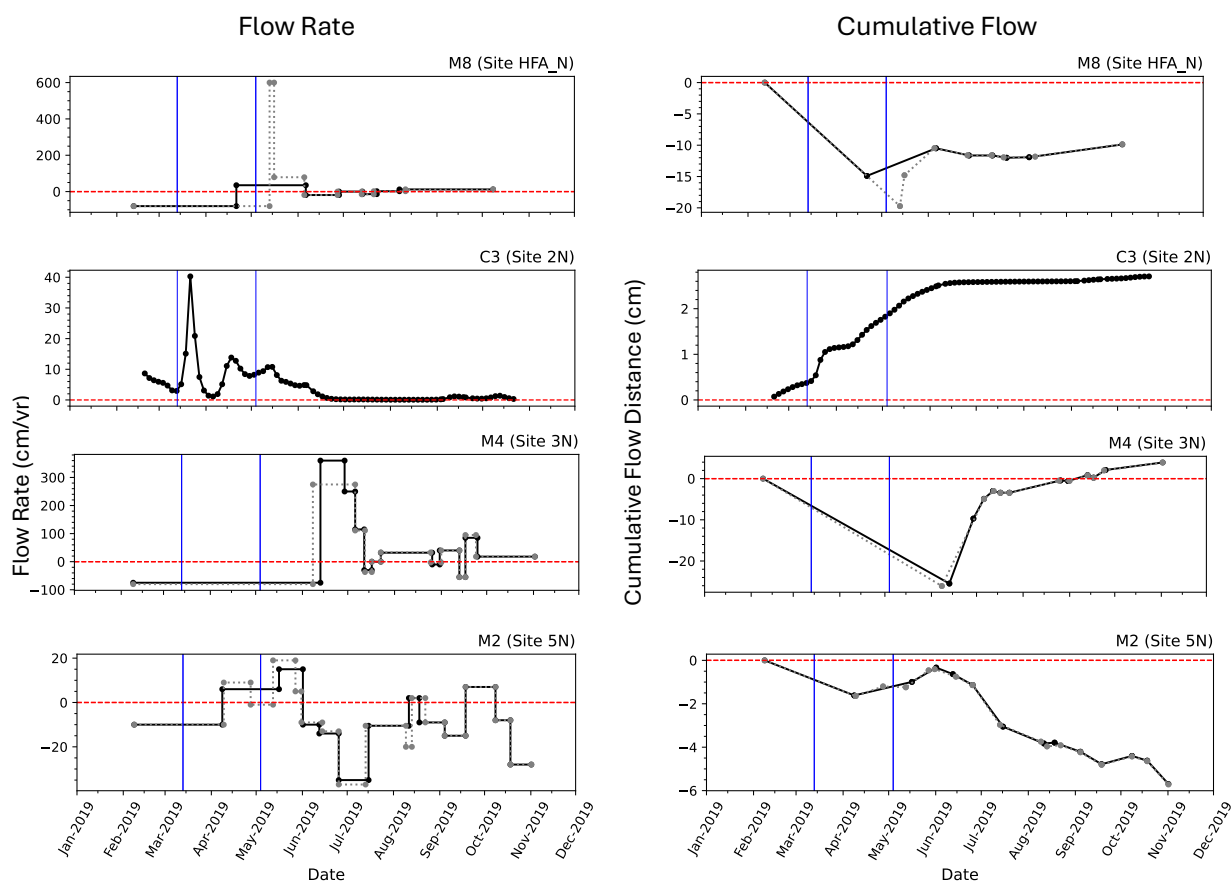 Flow Rate
Cumulative Flow
M8 (Site HFA_N)
600
400
200
0
M8 (Site HFA_N)
0
−5
−10
−15
−20
C3 (Site 2N)
40
30
20
10
0
C3 (Site 2N)
2
1
0
M4 (Site 3N)
300
200
100
0
−100
M4 (Site 3N)
0
−10
−20
M2 (Site 5N)
20
0
−20
M2 (Site 5N)
0
−2
−4
−6
Flow Rate (cm/yr)
Cumulative Flow Distance (cm)
Jan-2019
Feb-2019
Mar-2019
Apr-2019
May-2019
Jun-2019
Jul-2019
Aug-2019
Sep-2019
Oct-2019
Nov-2019
Dec-2019
Date
Jan-2019
Feb-2019
Mar-2019
Apr-2019
May-2019
Jun-2019
Jul-2019
Aug-2019
Sep-2019
Oct-2019
Nov-2019
Dec-2019
Date